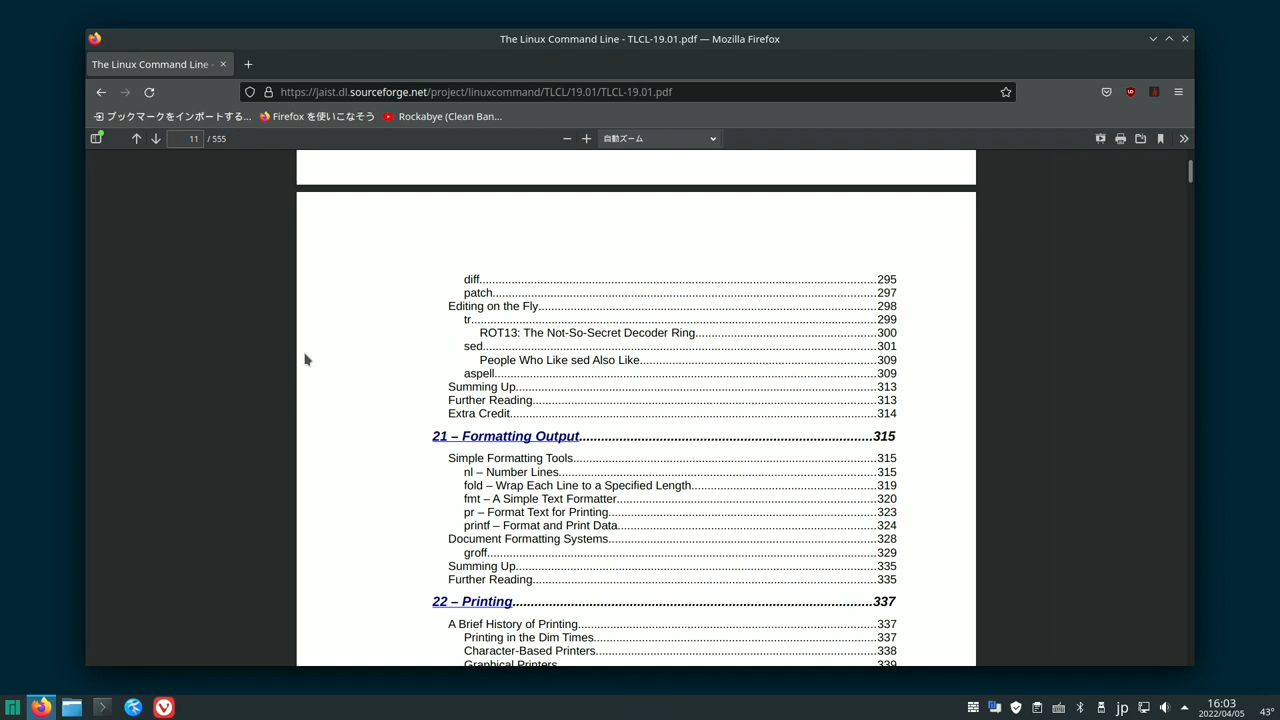 The Linux Command Line - TLCL-19.01.pdf — Mozilla Firefox
The Linux Command Line -
https://jaist.dl.sourceforge.net/project/linuxcommand/TLCL/19.01/TLCL-19.01.pdf
ブックマークをインポートする... Firefox を使いこなそう Rockabye (Clean Ban...
11 / 555 自動ズーム
diff 295
patch 297
Editing on the Fly 298
tr 299
ROT13: The Not-So-Secret Decoder Ring 300
sed 301
People Who Like sed Also Like 309
aspell 309
Summing Up 313
Further Reading 313
Extra Credit 314
21 – Formatting Output 315
Simple Formatting Tools 315
nl – Number Lines 315
fold – Wrap Each Line to a Specified Length 319
fmt – A Simple Text Formatter 320
pr – Format Text for Printing 323
printf – Format and Print Data 324
Document Formatting Systems 328
groff 329
Summing Up 335
Further Reading 335
22 – Printing 337
A Brief History of Printing 337
Printing in the Dim Times 337
Character-Based Printers 338
Graphical Printers 339
jp 16:03
2022/04/05 43°